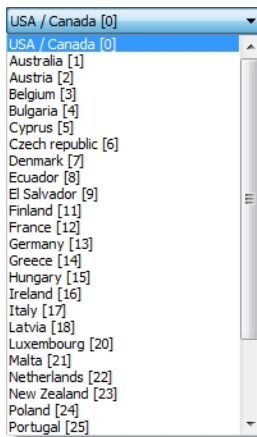 USA / Canada [0]
USA / Canada [0]
Australia [1]
Austria [2]
Belgium [3]
Bulgaria [4]
Cyprus [5]
Czech republic [6]
Denmark [7]
Ecuador [8]
El Salvador [9]
Finland [11]
France [12]
Germany [13]
Greece [14]
Hungary [15]
Ireland [16]
Italy [17]
Latvia [18]
Luxembourg [20]
Malta [21]
Netherlands [22]
New Zealand [23]
Poland [24]
Portugal [25]